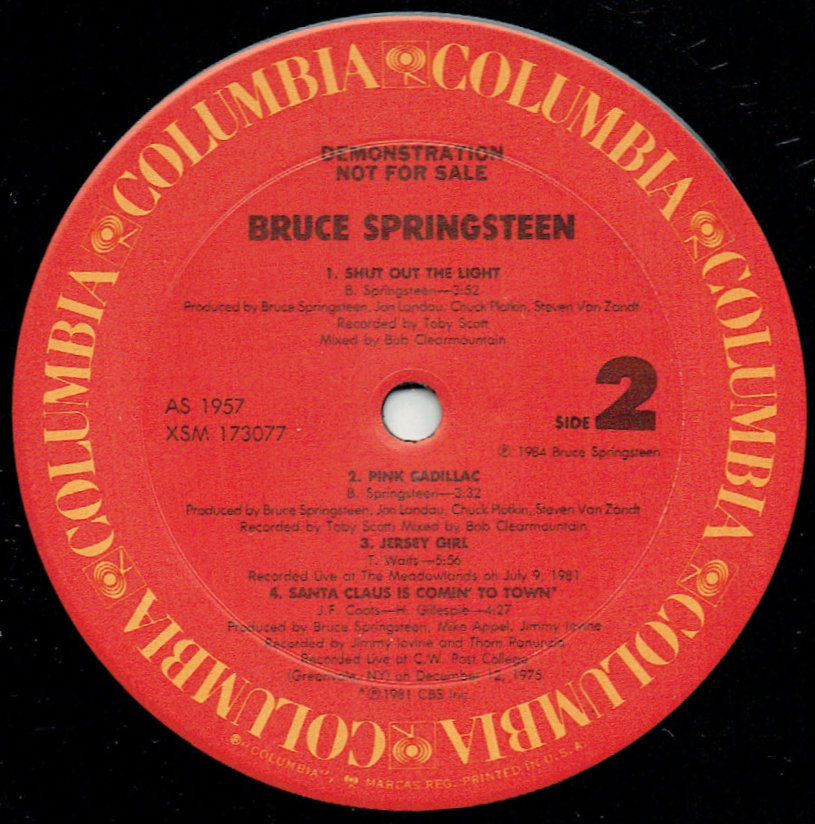 COLUMBIA COLUMBIA COLUMBIA COLUMBIA COLUMBIA COLUMBIA COLUMBIA COLUMBIA
DEMONSTRATION
NOT FOR SALE
BRUCE SPRINGSTEEN
1. SHUT OUT THE LIGHT
B. Springsteen—3:52
Produced by Bruce Springsteen, Jon Landau, Chuck Plotkin, Steven Van Zandt
Recorded by Toby Scott
Mixed by Bob Clearmountain
AS 1957
XSM 173077
SIDE 2
℗ 1984 Bruce Springsteen
2. PINK CADILLAC
B. Springsteen—3:32
Produced by Bruce Springsteen, Jon Landau, Chuck Plotkin, Steven Van Zandt
Recorded by Toby Scott; Mixed by Bob Clearmountain
3. JERSEY GIRL
T. Waits—5:56
Recorded Live at The Meadowlands on July 9, 1981
4. SANTA CLAUS IS COMIN' TO TOWN*
J.F. Coots—H. Gillespie—4:27
Produced by Bruce Springsteen, Mike Appel, Jimmy Iovine
Recorded by Jimmy Iovine and Thom Panunzio
Recorded Live at C.W. Post College
(Greenvale, NY) on December 12, 1975
*℗1981 CBS Inc.
®"COLUMBIA", MARCAS REG. PRINTED IN U.S.A.